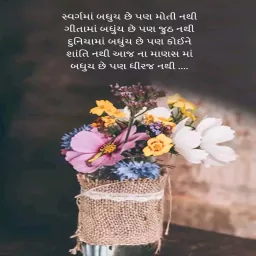 સ્વર્ગમાં બધુય છે પણ મોતી નથી
ગીતામાં બધુંય છે પણ જુઠ નથી
દુનિયામાં બધુંય છે પણ કોઈને
શાંતિ નથી આજ ના માણસ માં
બધુય છે પણ ધીરજ નથી ....